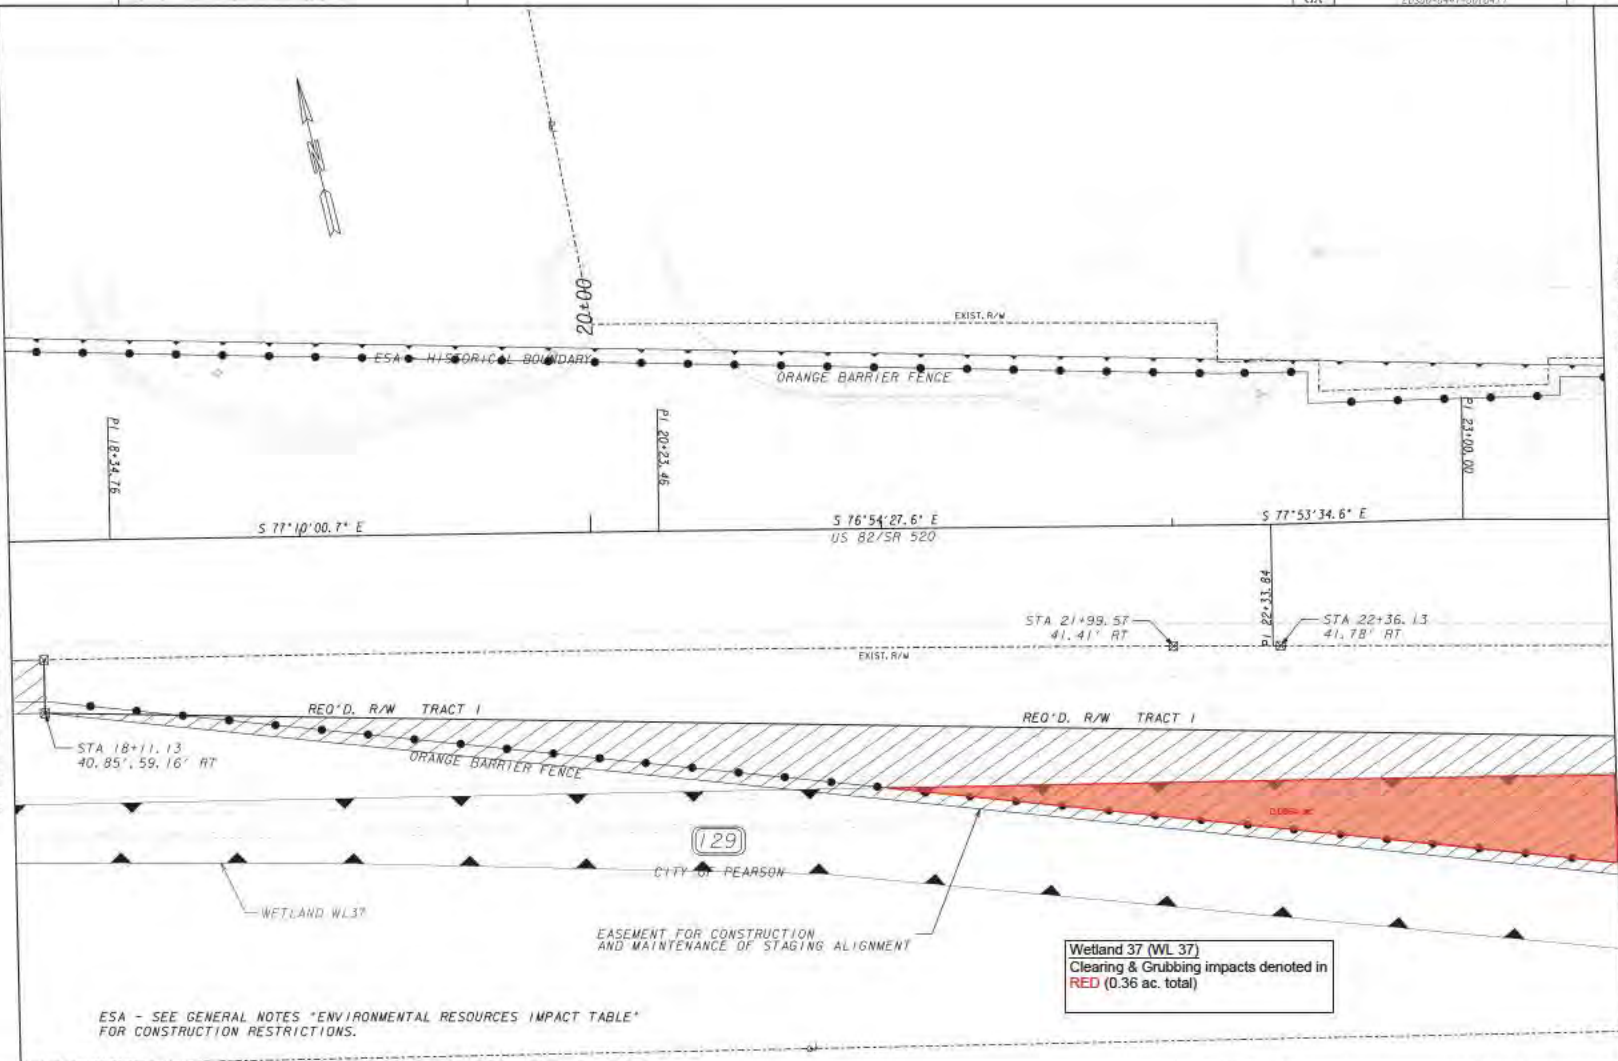 20+00
EXIST. R/W
ESA - HISTORICAL BOUNDARY
ORANGE BARRIER FENCE
PI 18+34.76
PI 20+23.46
PI 23+00.00
S 77°10'00.7" E
S 76°54'27.6" E
US 82/SR 520
S 77°53'34.6" E
PI 22+33.84
STA 21+99.57
41.41' RT
STA 22+36.13
41.78' RT
EXIST. R/W
REQ'D. R/W TRACT 1
REQ'D. R/W TRACT 1
STA 18+11.13
40.85', 59.16' RT
ORANGE BARRIER FENCE
129
CITY OF PEARSON
WETLAND WL37
EASEMENT FOR CONSTRUCTION
AND MAINTENANCE OF STAGING ALIGNMENT
Wetland 37 (WL 37)
Clearing & Grubbing impacts denoted in
RED (0.36 ac. total)
ESA - SEE GENERAL NOTES "ENVIRONMENTAL RESOURCES IMPACT TABLE"
FOR CONSTRUCTION RESTRICTIONS.